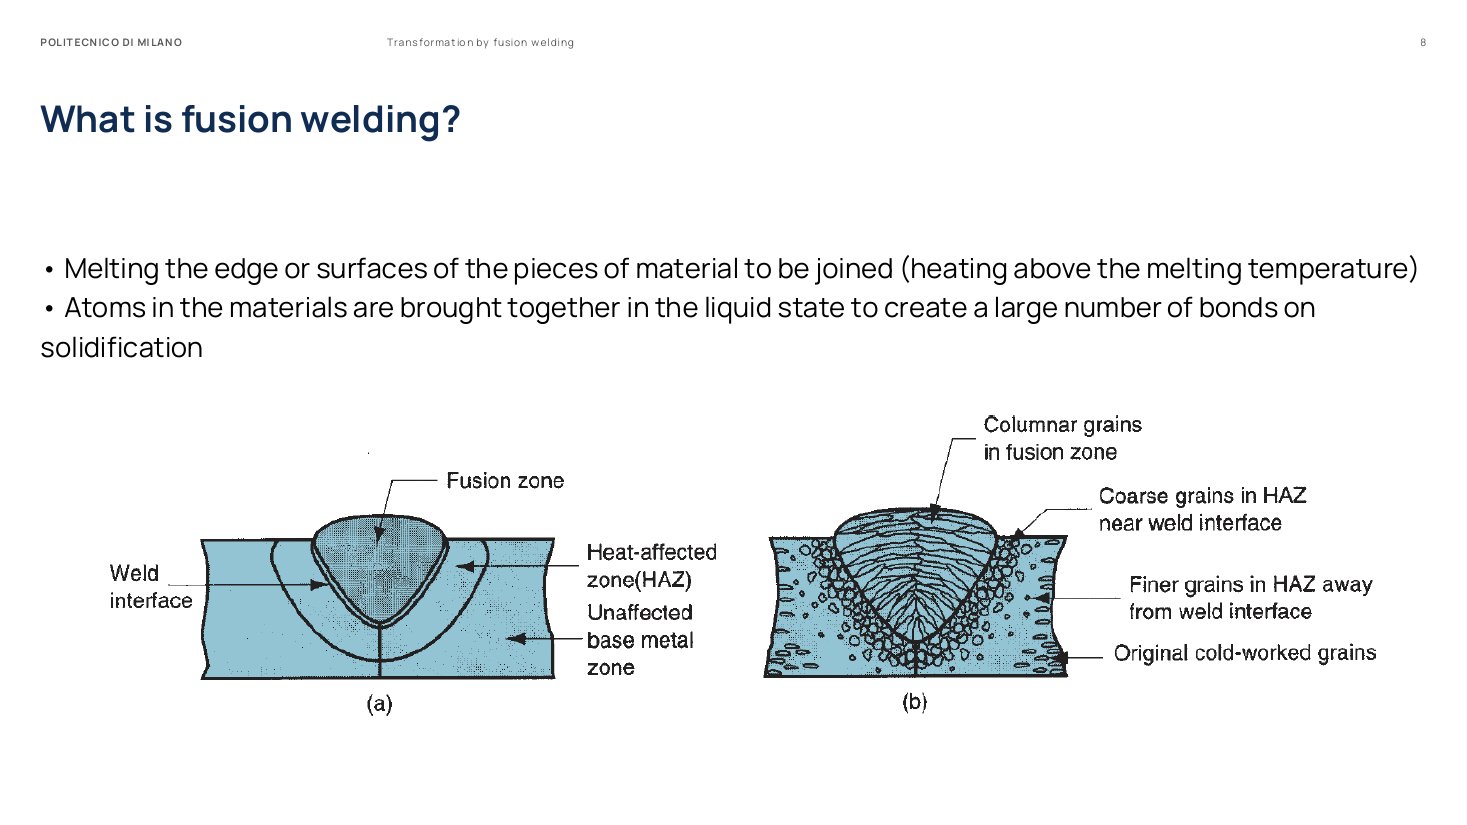 POLITECNICO DI MILANO
Transformation by fusion welding
8
What is fusion welding?
• Melting the edge or surfaces of the pieces of material to be joined (heating above the melting temperature)
• Atoms in the materials are brought together in the liquid state to create a large number of bonds on
solidification
Fusion zone
Weld
interface
Heat-affected
zone(HAZ)
Unaffected
base metal
zone
(a)
Columnar grains
in fusion zone
Coarse grains in HAZ
near weld interface
Finer grains in HAZ away
from weld interface
Original cold-worked grains
(b)